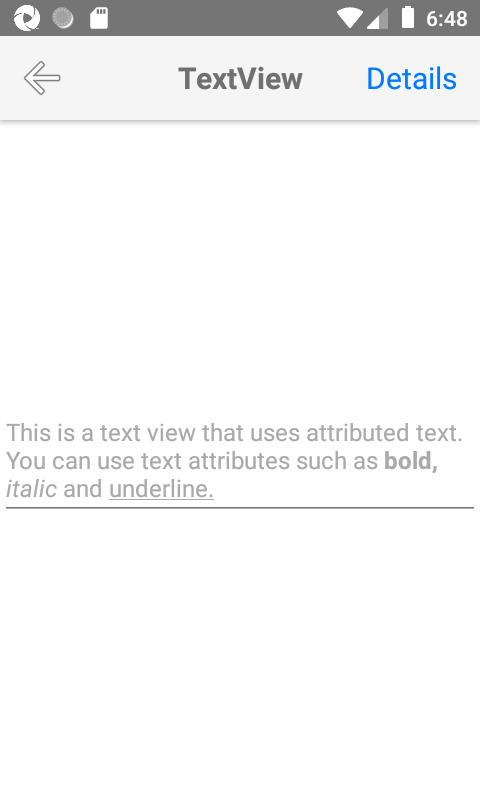 6:48
TextView
Details
This is a text view that uses attributed text.
You can use text attributes such as bold,
italic and underline.